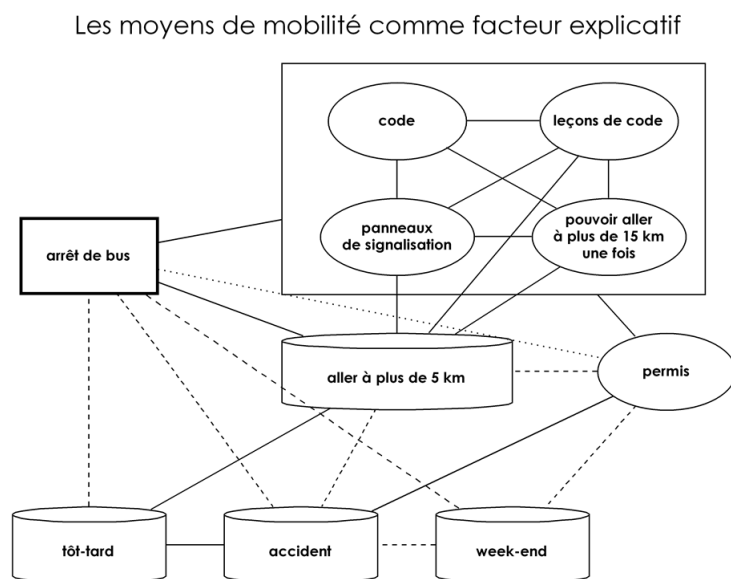 Les moyens de mobilité comme facteur explicatif
code
leçons de code
panneaux
de signalisation
pouvoir aller
à plus de 15 km
une fois
arrêt de bus
aller à plus de 5 km
permis
tôt-tard
accident
week-end